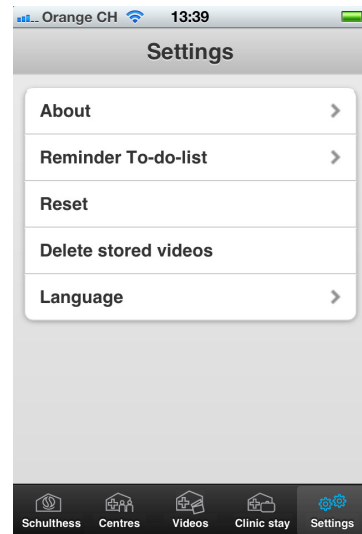 Orange CH 13:39
Settings
About
Reminder To-do-list
Reset
Delete stored videos
Language
Schulthess Centres Videos Clinic stay Settings